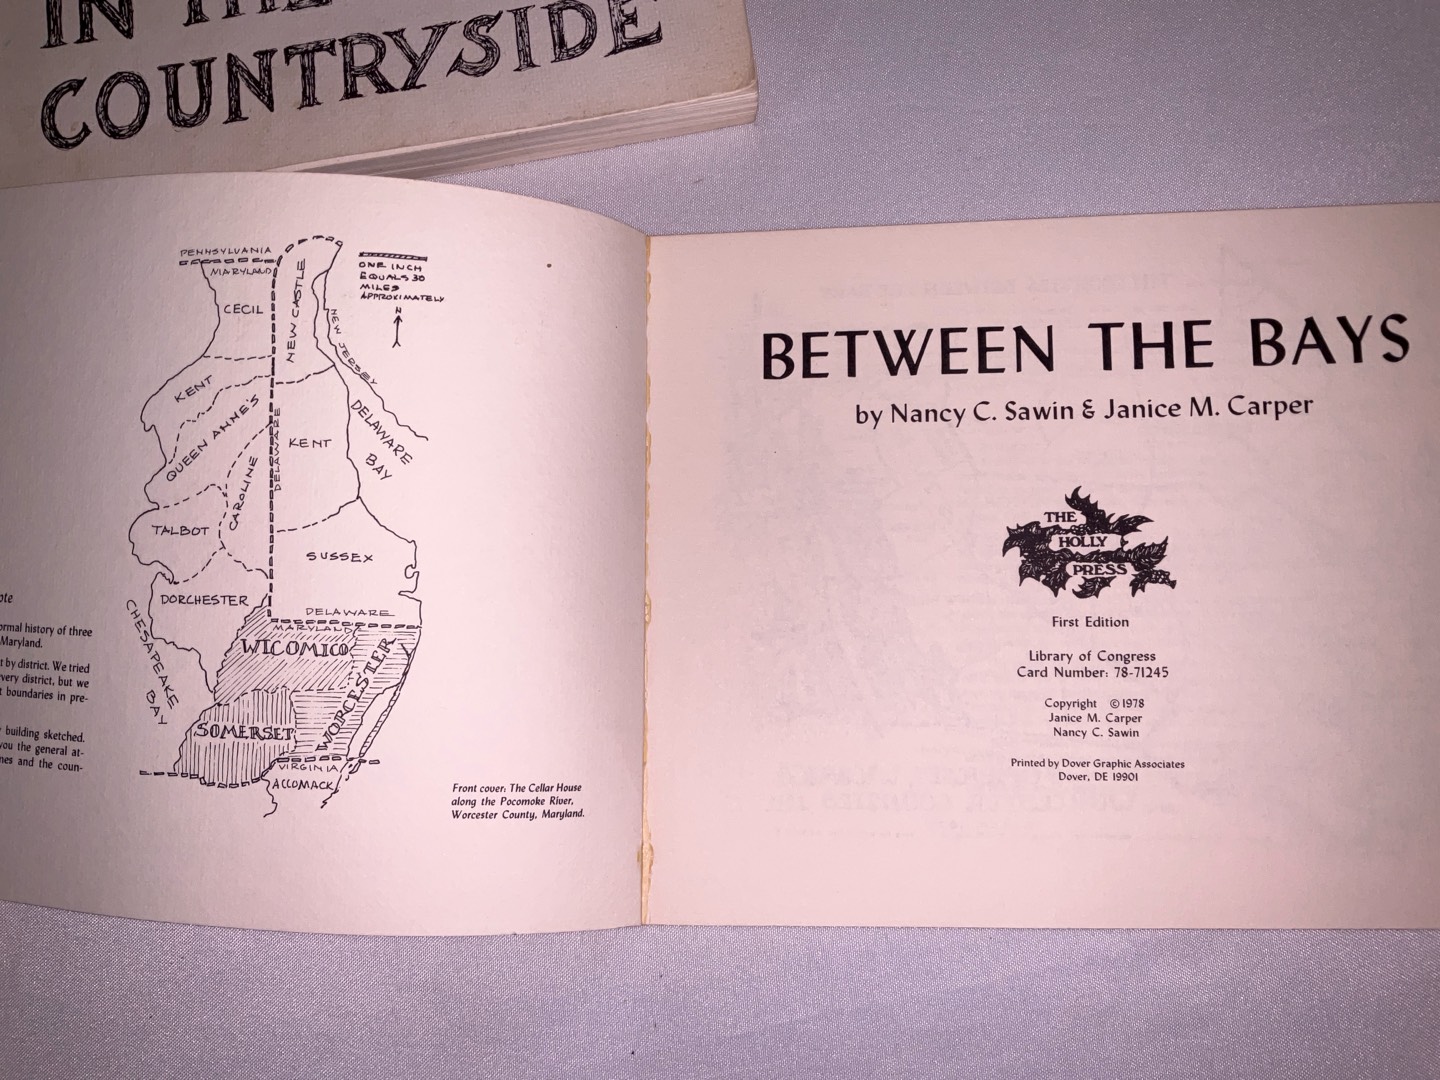 IN THE
COUNTRYSIDE
PENNSYLVANIA
MARYLAND
CECIL
NEW CASTLE
ONE INCH
EQUALS 30
MILES
APPROXIMATELY
N
NEW JERSEY
KENT
QUEEN ANNE'S
CAROLINE
DELAWARE
KENT
DELAWARE
BAY
TALBOT
SUSSEX
DORCHESTER
DELAWARE
MARYLAND
CHESAPEAKE
BAY
WICOMICO
WORCESTER
SOMERSET
VIRGINIA
ACCOMACK
ormal history of three
Maryland.
t by district. We tried
very district, but we
t boundaries in pre-
building sketched.
you the general at-
nes and the coun-
Front cover: The Cellar House
along the Pocomoke River,
Worcester County, Maryland.
BETWEEN THE BAYS
by Nancy C. Sawin & Janice M. Carper
THE
HOLLY
PRESS
First Edition
Library of Congress
Card Number: 78-71245
Copyright ©1978
Janice M. Carper
Nancy C. Sawin
Printed by Dover Graphic Associates
Dover, DE 19901